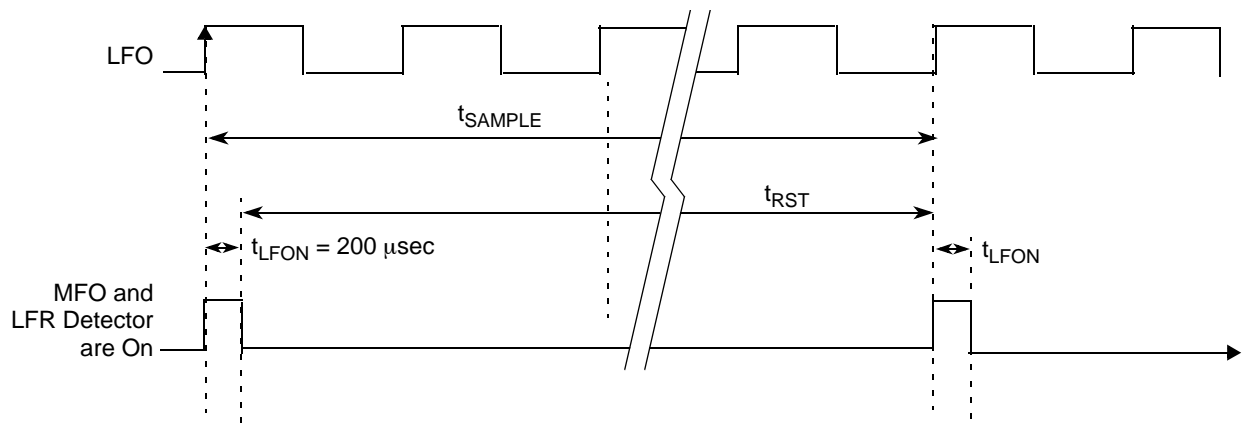 LFO
tSAMPLE
tRST
tLFON = 200 μsec
tLFON
MFO and
LFR Detector
are On